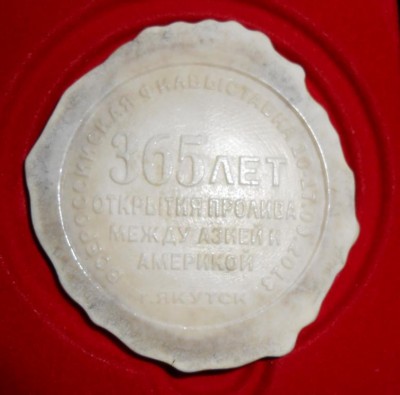 ВСЕРОССИЙСКАЯ ФИЛВЫСТАВКА
365 ЛЕТ
ОТКРЫТИЯ ПРОЛИВА
МЕЖДУ АЗИЕЙ И
АМЕРИКОЙ
Г. ЯКУТСК